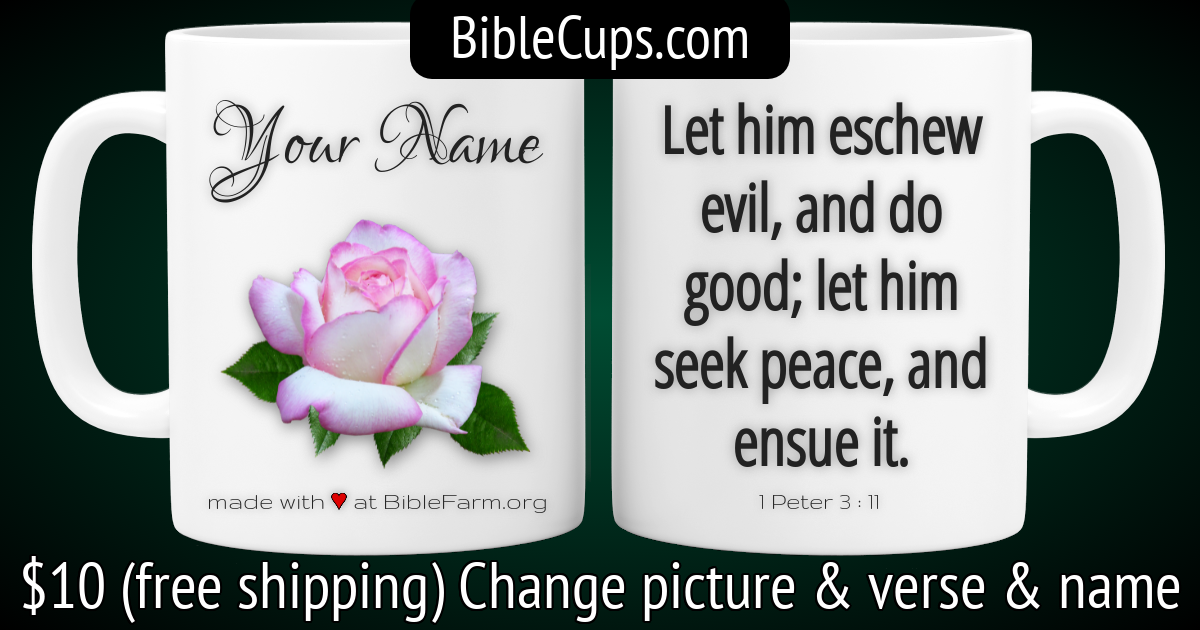 BibleCups.com
Your Name
made with ♥ at BibleFarm.org
Let him eschew
evil, and do
good; let him
seek peace, and
ensue it.
1 Peter 3 : 11
$10 (free shipping) Change picture & verse & name